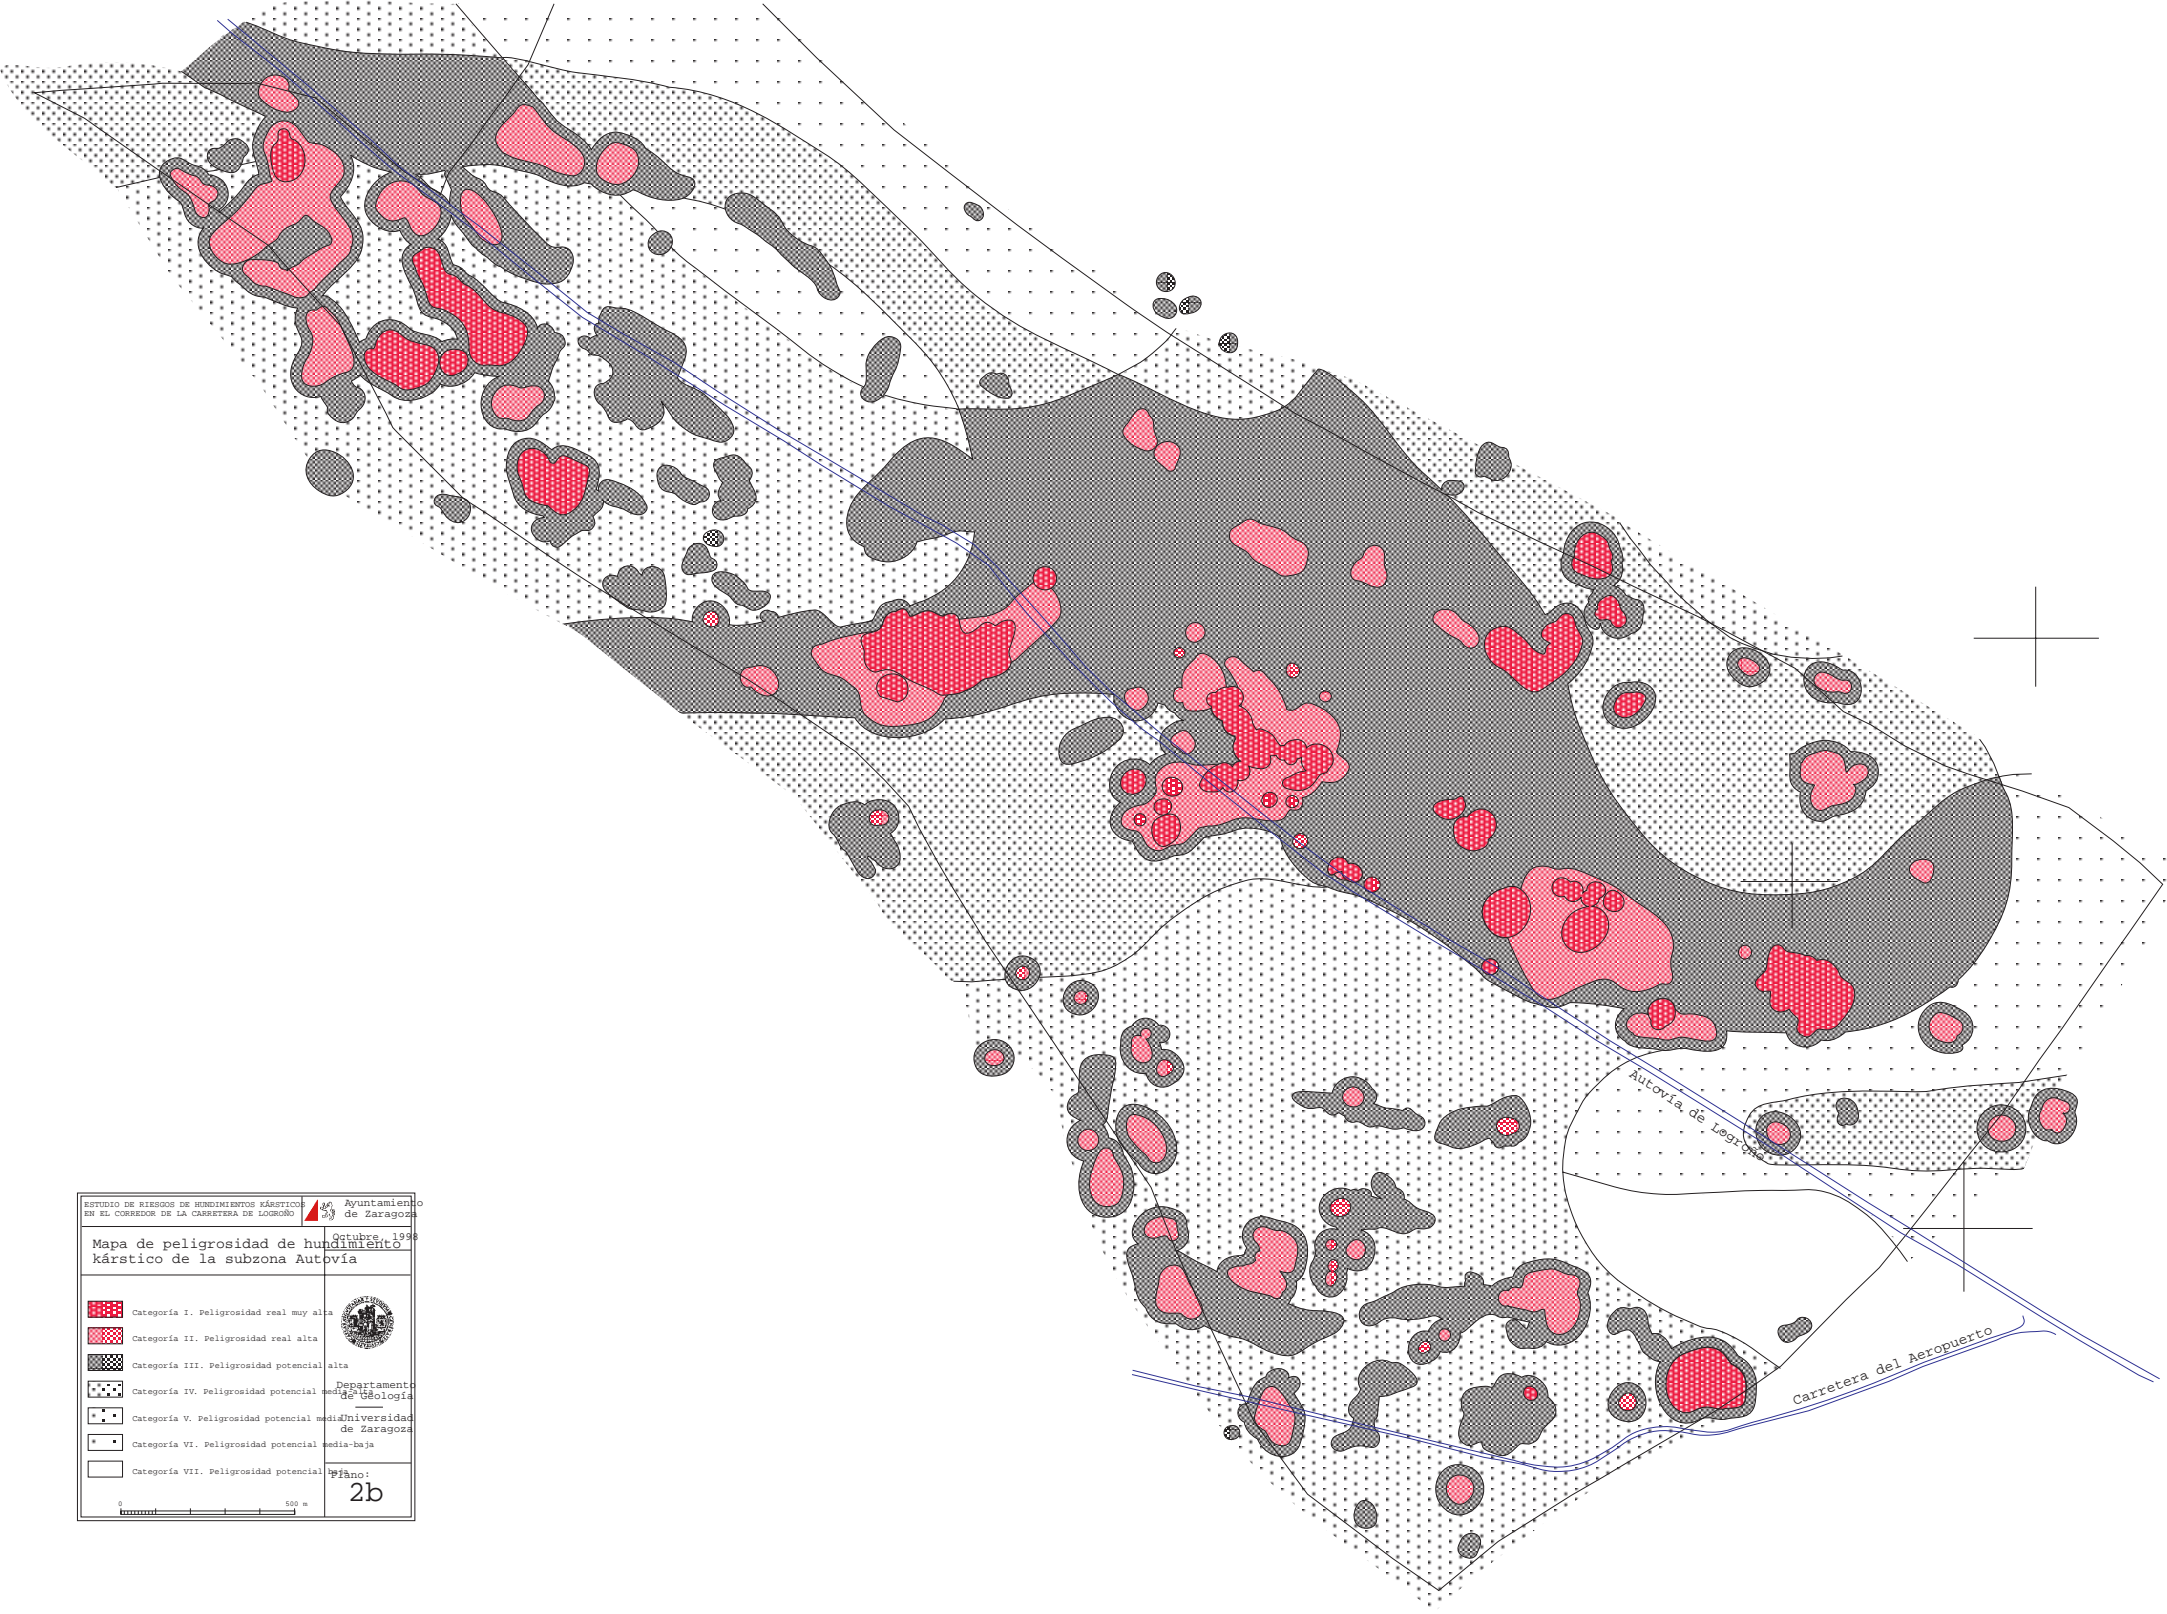 Autovía de Logroño
Carretera del Aeropuerto
ESTUDIO DE RIESGOS DE HUNDIMIENTOS KÁRSTICOS
EN EL CORREDOR DE LA CARRETERA DE LOGROÑO
Ayuntamiento
de Zaragoza
Mapa de peligrosidad de hundimiento
kárstico de la subzona Autovía
Octubre, 1998
Categoría I. Peligrosidad real muy alta
Categoría II. Peligrosidad real alta
Categoría III. Peligrosidad potencial alta
Categoría IV. Peligrosidad potencial media-alta
Categoría V. Peligrosidad potencial media
Categoría VI. Peligrosidad potencial media-baja
Categoría VII. Peligrosidad potencial baja
Departamento
de Geología
Universidad
de Zaragoza
Plano:
2b
0 500 m